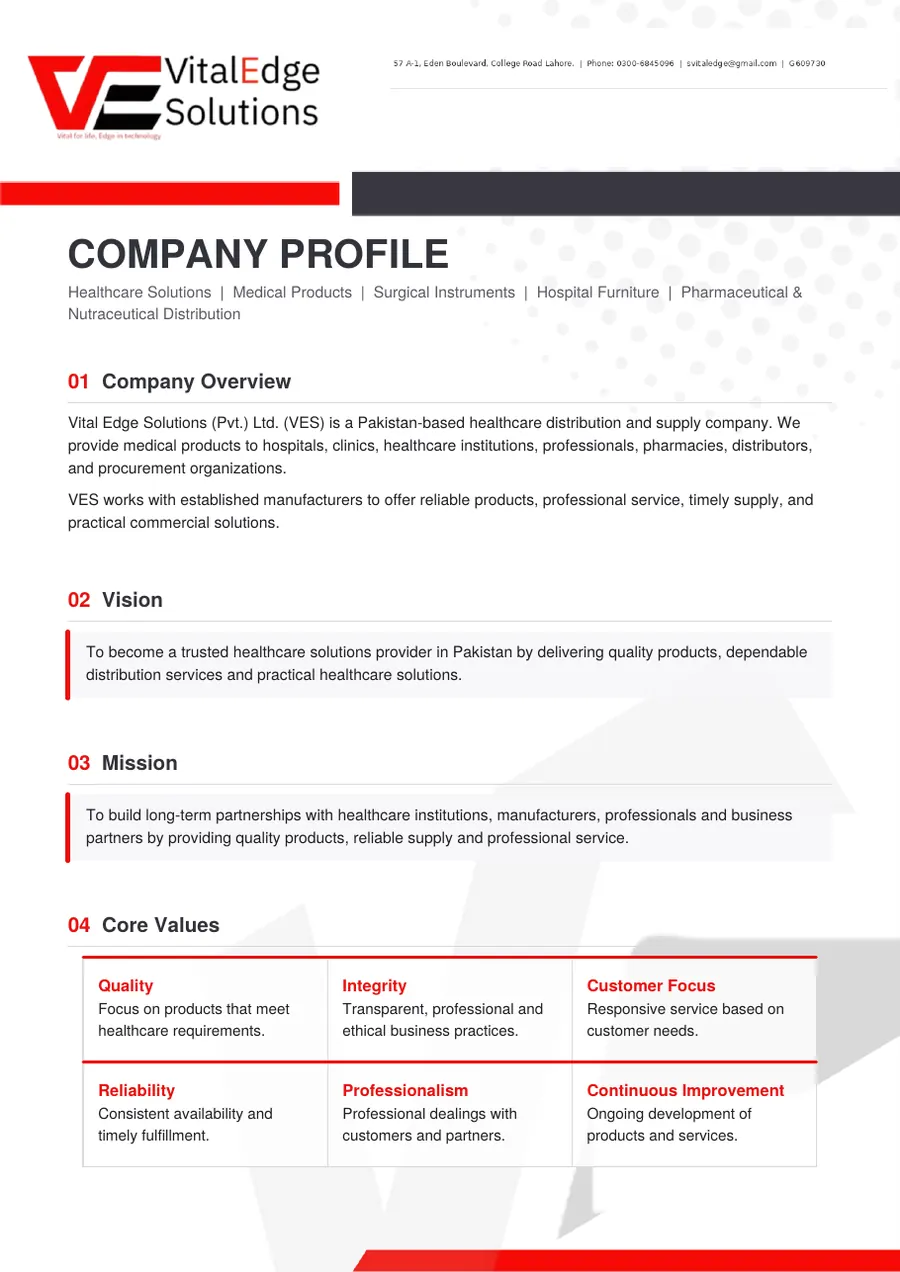 VitalEdge
Solutions
Vital for life. Edge in technology
57 A-1, Eden Boulevard, College Road Lahore. | Phone: 0300-6845096 | svitaledge@gmail.com | G609730
COMPANY PROFILE
Healthcare Solutions | Medical Products | Surgical Instruments | Hospital Furniture | Pharmaceutical &
Nutraceutical Distribution
01 Company Overview
Vital Edge Solutions (Pvt.) Ltd. (VES) is a Pakistan-based healthcare distribution and supply company. We
provide medical products to hospitals, clinics, healthcare institutions, professionals, pharmacies, distributors,
and procurement organizations.
VES works with established manufacturers to offer reliable products, professional service, timely supply, and
practical commercial solutions.
02 Vision
To become a trusted healthcare solutions provider in Pakistan by delivering quality products, dependable
distribution services and practical healthcare solutions.
03 Mission
To build long-term partnerships with healthcare institutions, manufacturers, professionals and business
partners by providing quality products, reliable supply and professional service.
04 Core Values
Quality
Focus on products that meet
healthcare requirements.
Integrity
Transparent, professional and
ethical business practices.
Customer Focus
Responsive service based on
customer needs.
Reliability
Consistent availability and
timely fulfillment.
Professionalism
Professional dealings with
customers and partners.
Continuous Improvement
Ongoing development of
products and services.